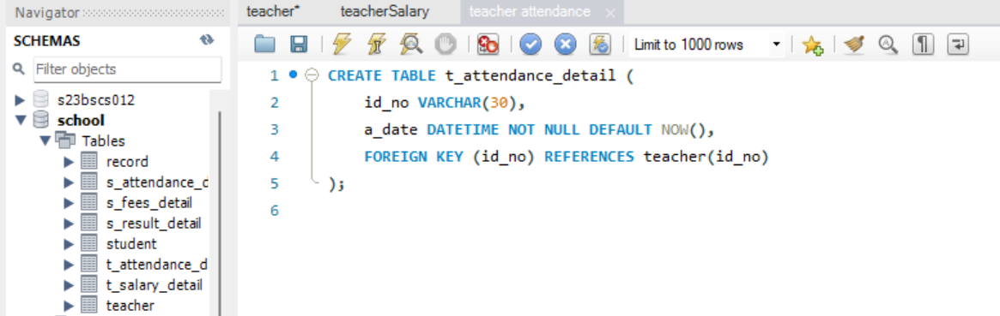 Navigator
SCHEMAS
Filter objects
s23bscs012
school
Tables
record
s_attendance_d
s_fees_detail
s_result_detail
student
t_attendance_d
t_salary_detail
teacher
teacher* teacherSalary teacher attendance
Limit to 1000 rows
1 CREATE TABLE t_attendance_detail (
2 id_no VARCHAR(30),
3 a_date DATETIME NOT NULL DEFAULT NOW(),
4 FOREIGN KEY (id_no) REFERENCES teacher(id_no)
5 );
6